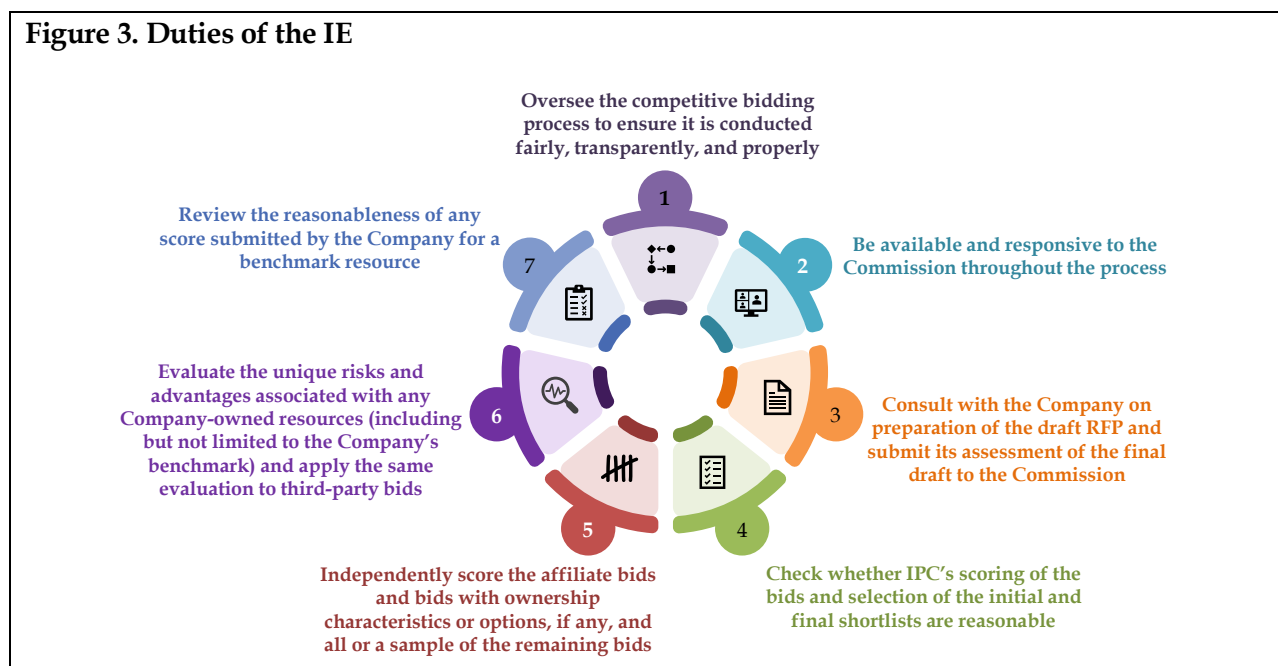 Figure 3. Duties of the IE
Oversee the competitive bidding
process to ensure it is conducted
fairly, transparently, and properly
1
Be available and responsive to the
Commission throughout the process
2
Consult with the Company on
preparation of the draft RFP and
submit its assessment of the final
draft to the Commission
3
Check whether IPC’s scoring of the
bids and selection of the initial and
final shortlists are reasonable
4
Independently score the affiliate bids
and bids with ownership
characteristics or options, if any, and
all or a sample of the remaining bids
5
Evaluate the unique risks and
advantages associated with any
Company-owned resources (including
but not limited to the Company’s
benchmark) and apply the same
evaluation to third-party bids
6
Review the reasonableness of any
score submitted by the Company for a
benchmark resource
7